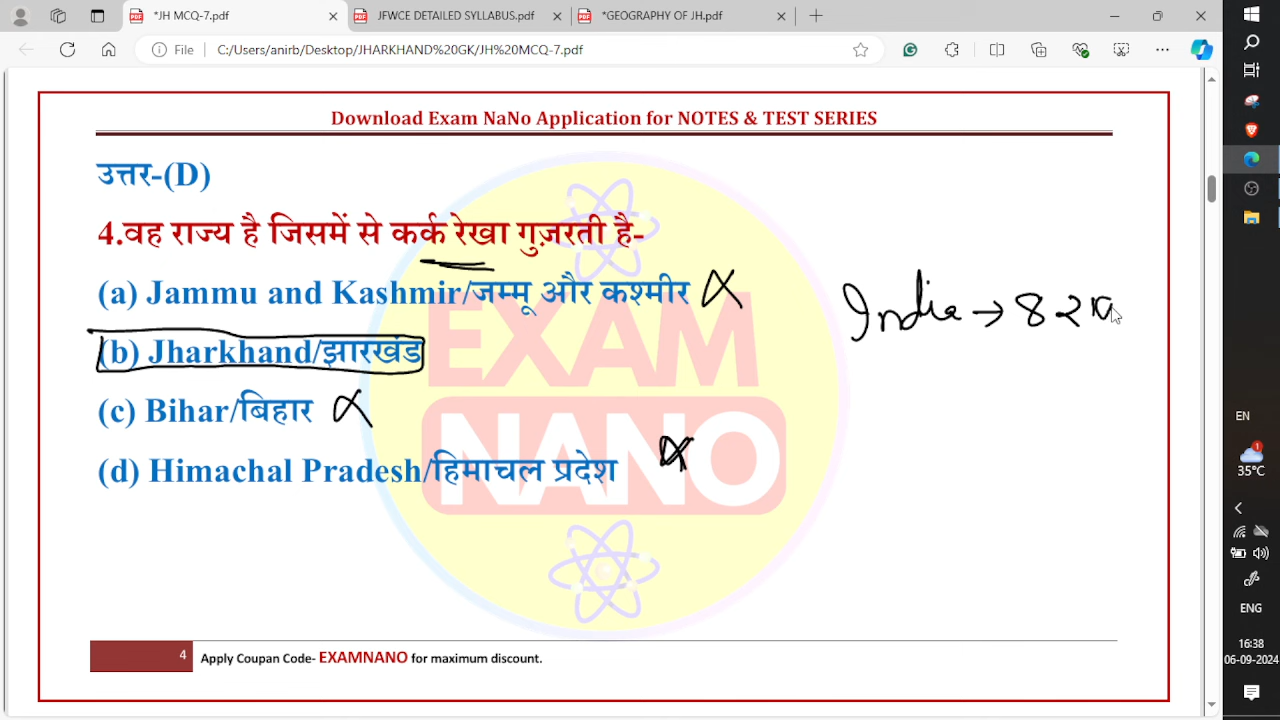 *JH MCQ-7.pdf
JFWCE DETAILED SYLLABUS.pdf
*GEOGRAPHY OF JH.pdf
File
C:/Users/anirb/Desktop/JHARKHAND%20GK/JH%20MCQ-7.pdf
Download Exam NaNo Application for NOTES & TEST SERIES
उत्तर-(D)
4.वह राज्य है जिसमें से कर्क रेखा गुज़रती है-
(a) Jammu and Kashmir/जम्मू और कश्मीर
India → 8
(b) Jharkhand/झारखंड
(c) Bihar/बिहार
(d) Himachal Pradesh/हिमाचल प्रदेश
EXAM
NANO
4
Apply Coupan Code- EXAMNANO for maximum discount.
EN
1
35°C
ENG
16:38
06-09-2024